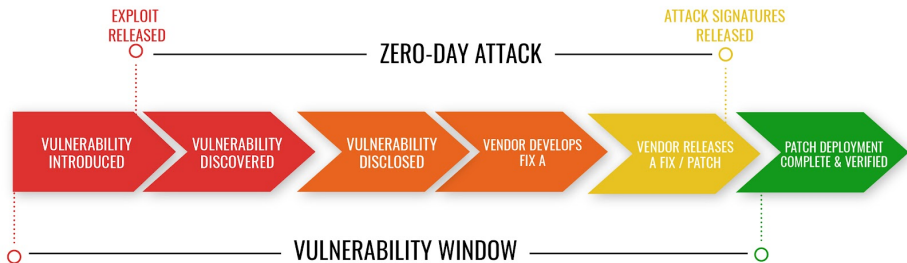 EXPLOIT
RELEASED
ATTACK SIGNATURES
RELEASED
ZERO-DAY ATTACK
VULNERABILITY
INTRODUCED
VULNERABILITY
DISCOVERED
VULNERABILITY
DISCLOSED
VENDOR DEVELOPS
FIX A
VENDOR RELEASES
A FIX / PATCH
PATCH DEPLOYMENT
COMPLETE & VERIFIED
VULNERABILITY WINDOW